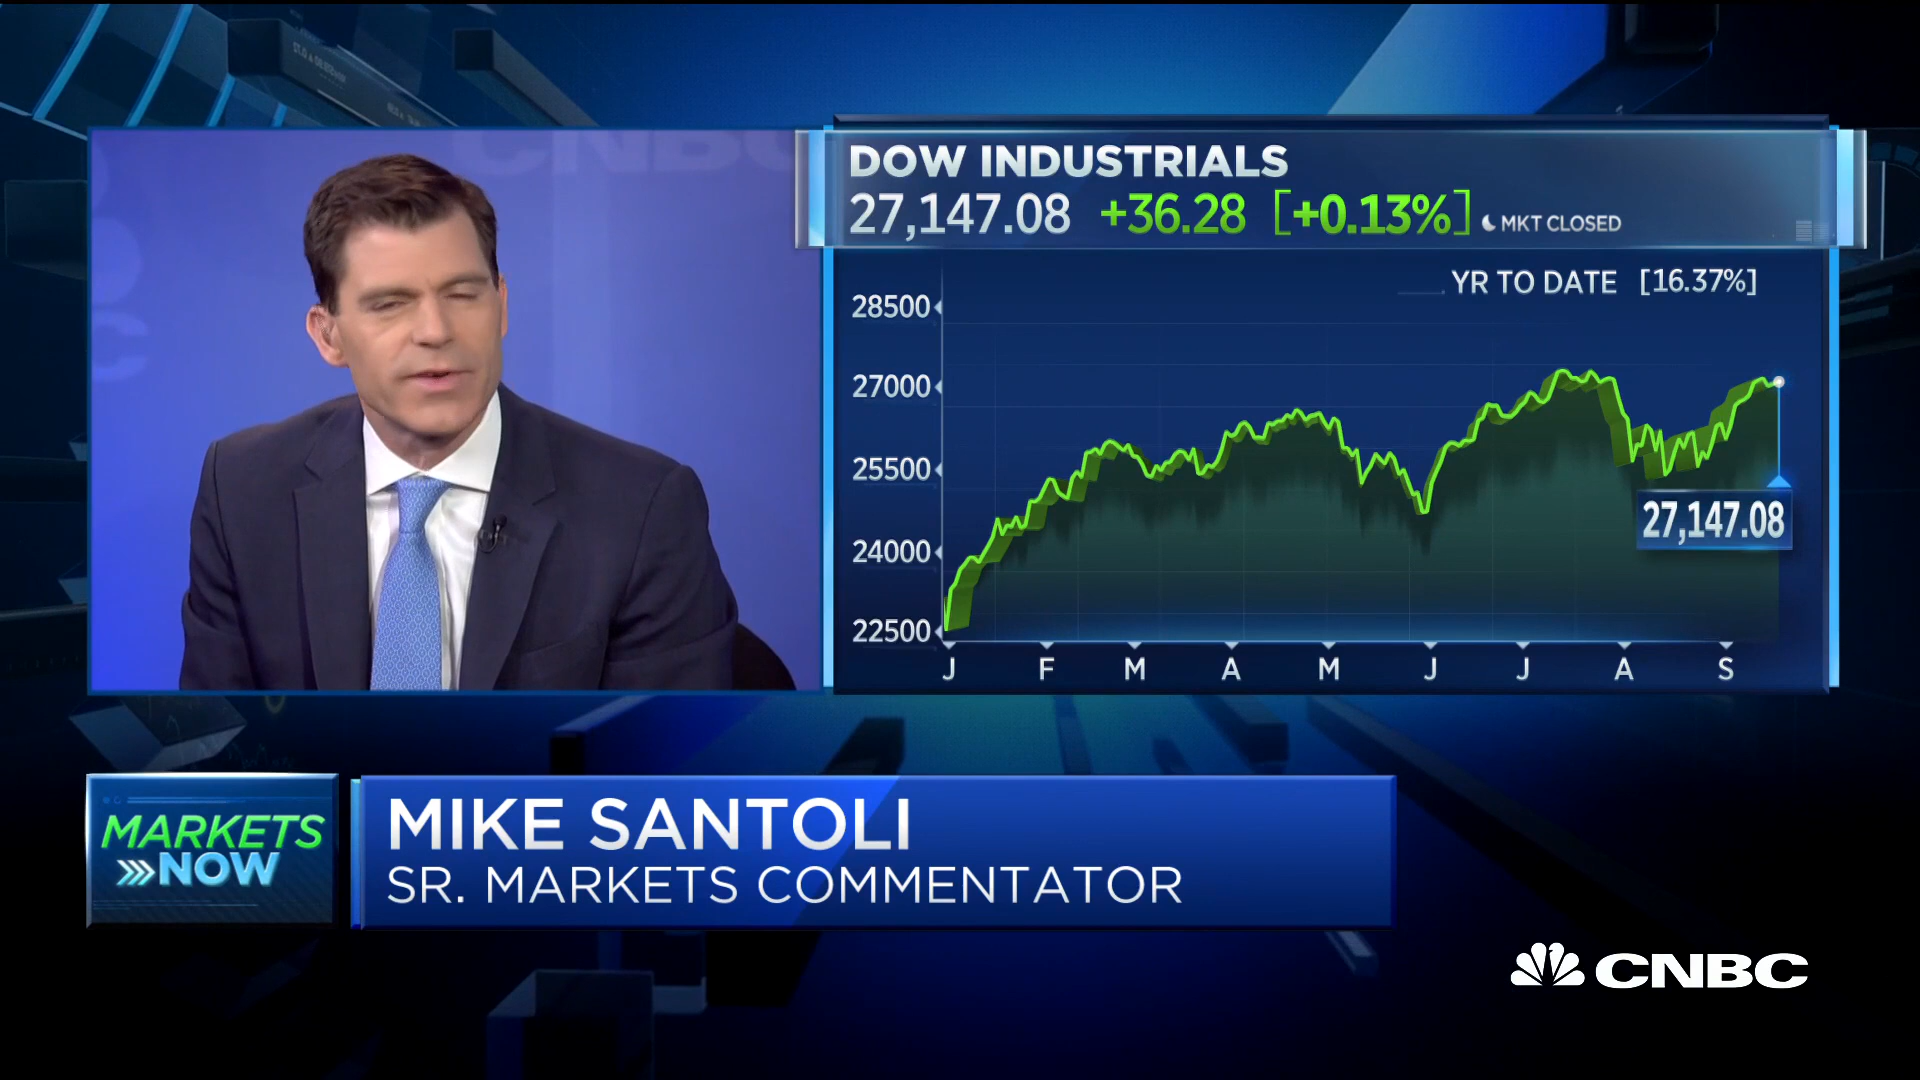 CNBC
DOW INDUSTRIALS
27,147.08 +36.28 [+0.13%] MKT CLOSED
YR TO DATE [16.37%]
28500
27000
25500
24000
22500
27,147.08
J F M A M J J A S
MARKETS
NOW
MIKE SANTOLI
SR. MARKETS COMMENTATOR
CNBC